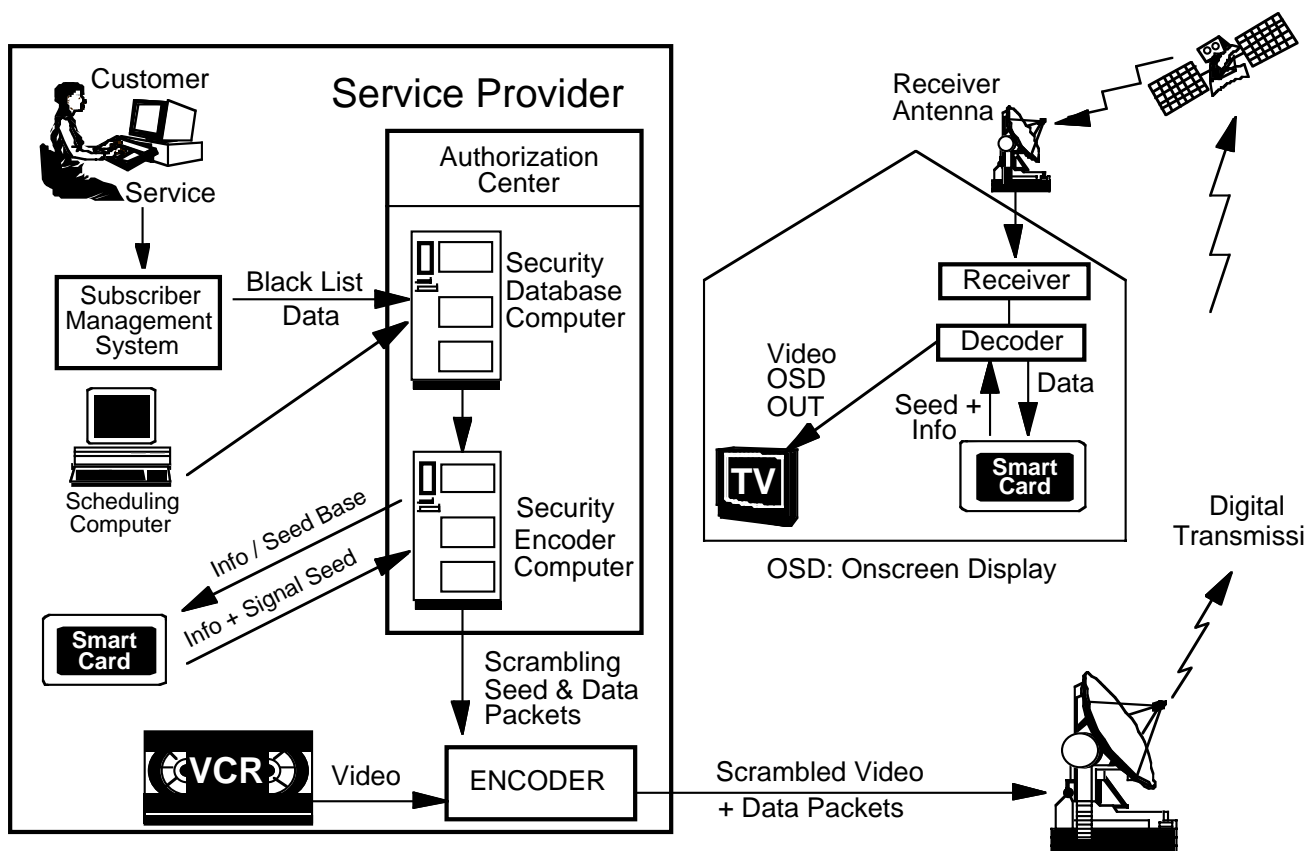 Customer
Service
Service Provider
Authorization
Center
Subscriber
Management
System
Black List
Data
Security
Database
Computer
Scheduling
Computer
Info / Seed Base
Info + Signal Seed
Security
Encoder
Computer
Smart
Card
Scrambling
Seed & Data
Packets
VCR
Video
ENCODER
Scrambled Video
+ Data Packets
Receiver
Antenna
Receiver
Decoder
Video
OSD
OUT
Seed +
Info
Data
TV
Smart
Card
OSD: Onscreen Display
Digital
Transmissi